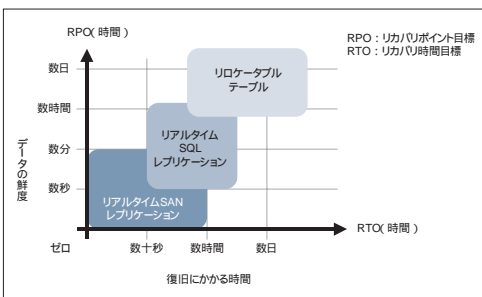 RPO(時間)
RPO：リカバリポイント目標
RTO：リカバリ時間目標
数日
数時間
数分
数秒
データの鮮度
リロケータブル
テーブル
リアルタイム
SQL
レプリケーション
リアルタイムSAN
レプリケーション
RTO(時間)
ゼロ
数十秒
数時間
数日
復旧にかかる時間